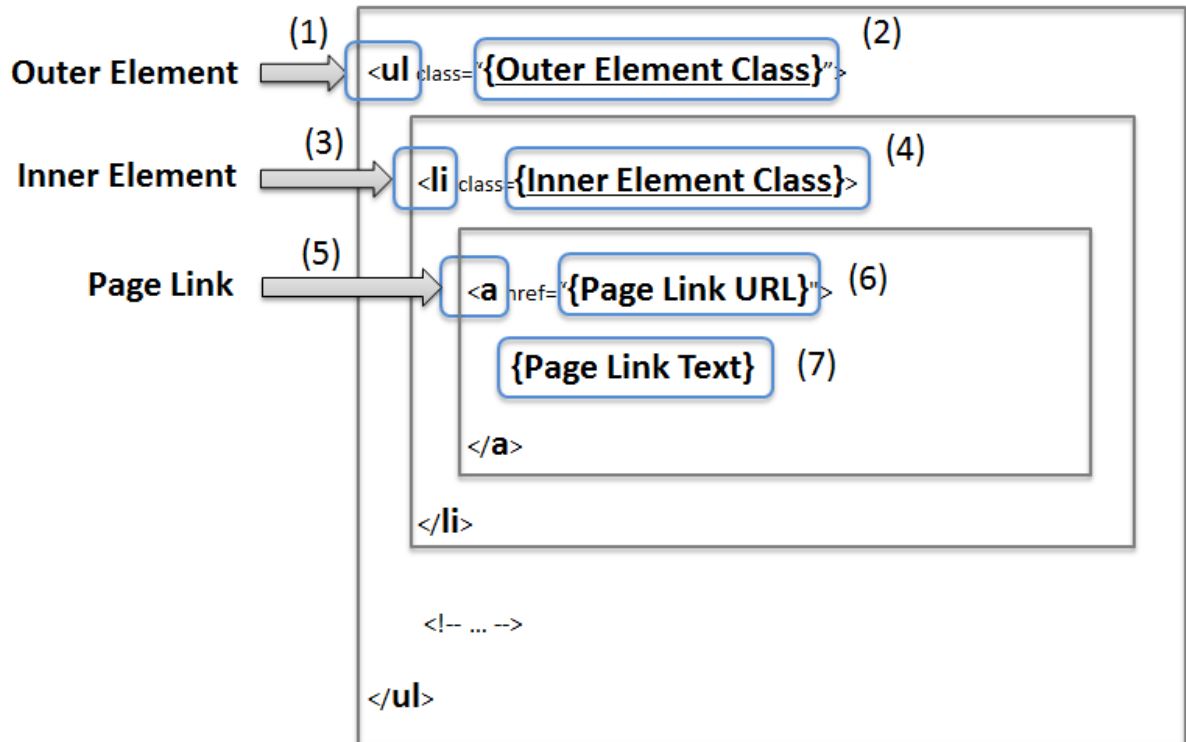 (1)
(2)
Outer Element <ul class="{Outer Element Class}">
(3)
(4)
Inner Element <li class={Inner Element Class}>
(5)
Page Link <a href="{Page Link URL}"> (6)
{Page Link Text} (7)
</a>
</li>
<!-- ... -->
</ul>